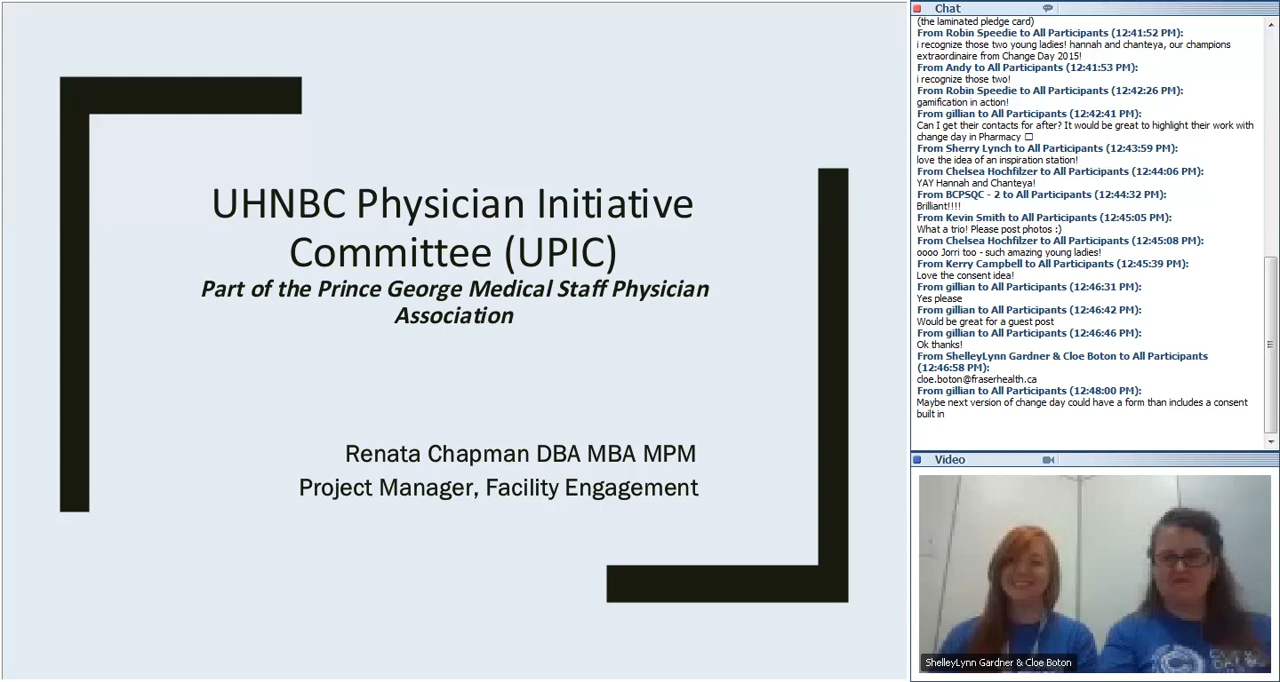 UHNBC Physician Initiative
Committee (UPIC)
Part of the Prince George Medical Staff Physician
Association
Renata Chapman DBA MBA MPM
Project Manager, Facility Engagement
Chat
(the laminated pledge card)
From Robin Speedie to All Participants (12:41:52 PM):
i recognize those two young ladies! hannah and chanteya, our champions
extraordinaire from Change Day 2015!
From Andy to All Participants (12:41:53 PM):
i recognize those two!
From Robin Speedie to All Participants (12:42:26 PM):
gamification in action!
From gillian to All Participants (12:42:41 PM):
Can I get their contacts for after? It would be great to highlight their work with
change day in Pharmacy □
From Sherry Lynch to All Participants (12:43:59 PM):
love the idea of an inspiration station!
From Chelsea Hochfilzer to All Participants (12:44:06 PM):
YAY Hannah and Chanteya!
From BCPSQC - 2 to All Participants (12:44:32 PM):
Brilliant!!!!
From Kevin Smith to All Participants (12:45:05 PM):
What a trio! Please post photos :)
From Chelsea Hochfilzer to All Participants (12:45:08 PM):
oooo Jorri too - such amazing young ladies!
From Kerry Campbell to All Participants (12:45:39 PM):
Love the consent idea!
From gillian to All Participants (12:46:31 PM):
Yes please
From gillian to All Participants (12:46:42 PM):
Would be great for a guest post
From gillian to All Participants (12:46:46 PM):
Ok thanks!
From ShelleyLynn Gardner & Cloe Boton to All Participants
(12:46:58 PM):
cloe.boton@fraserhealth.ca
From gillian to All Participants (12:48:00 PM):
Maybe next version of change day could have a form than includes a consent
built in
Video
ShelleyLynn Gardner & Cloe Boton